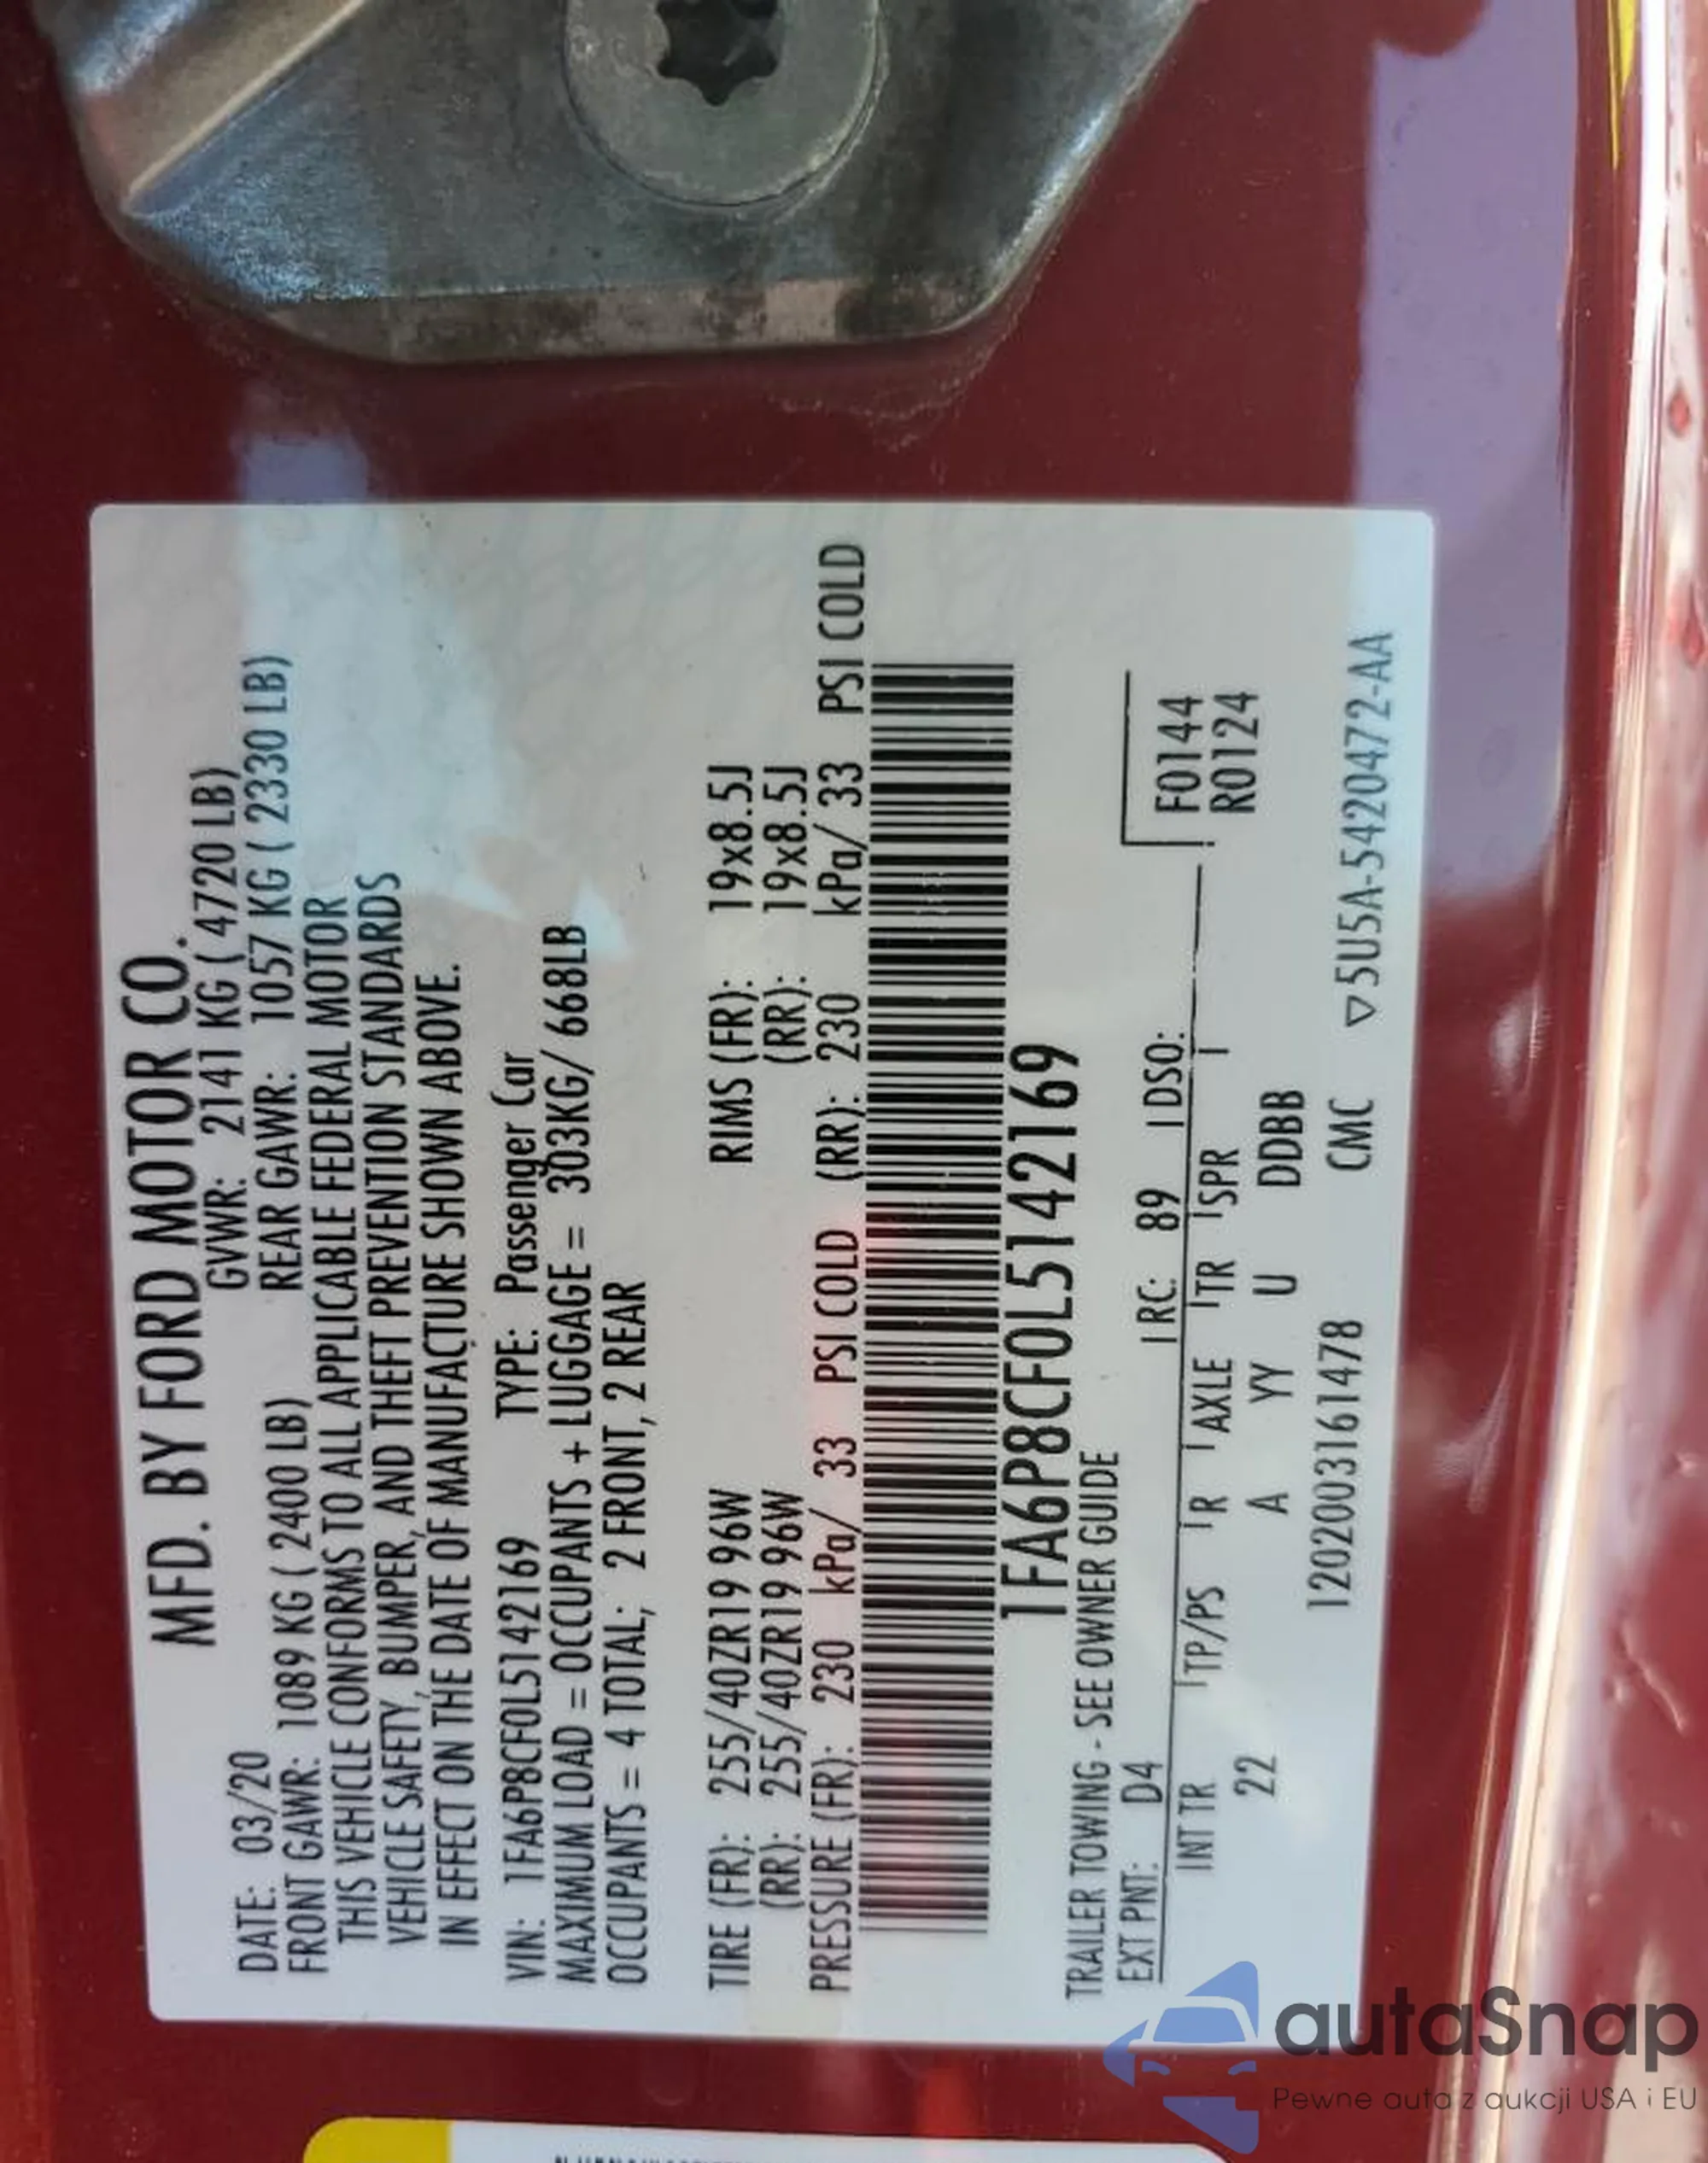 MFD. BY FORD MOTOR CO.
DATE: 03/20 GVWR: 2141 KG ( 4720 LB)
FRONT GAWR: 1089 KG ( 2400 LB) REAR GAWR: 1057 KG ( 2330 LB)
THIS VEHICLE CONFORMS TO ALL APPLICABLE FEDERAL MOTOR
VEHICLE SAFETY, BUMPER, AND THEFT PREVENTION STANDARDS
IN EFFECT ON THE DATE OF MANUFACTURE SHOWN ABOVE.
VIN: 1FA6P8CF0L5142169 TYPE: Passenger Car
MAXIMUM LOAD = OCCUPANTS + LUGGAGE = 303KG/ 668LB
OCCUPANTS = 4 TOTAL; 2 FRONT, 2 REAR
TIRE (FR): 255/40ZR19 96W RIMS (FR): 19x8.5J
(RR): 255/40ZR19 96W (RR): 19x8.5J
PRESSURE (FR): 230 kPa/ 33 PSI COLD (RR): 230 kPa/ 33 PSI COLD
1FA6P8CF0L5142169
TRAILER TOWING - SEE OWNER GUIDE
EXT PNT: D4 RC: 89 DSO:
F0144
R0124
INT TR TP/PS R AXLE TR SPR
22 A YY U DDBB
12020031​61478 CMC ▽5U5A-5420472-AA
autaSnap
Pewne auta z aukcji USA i EU